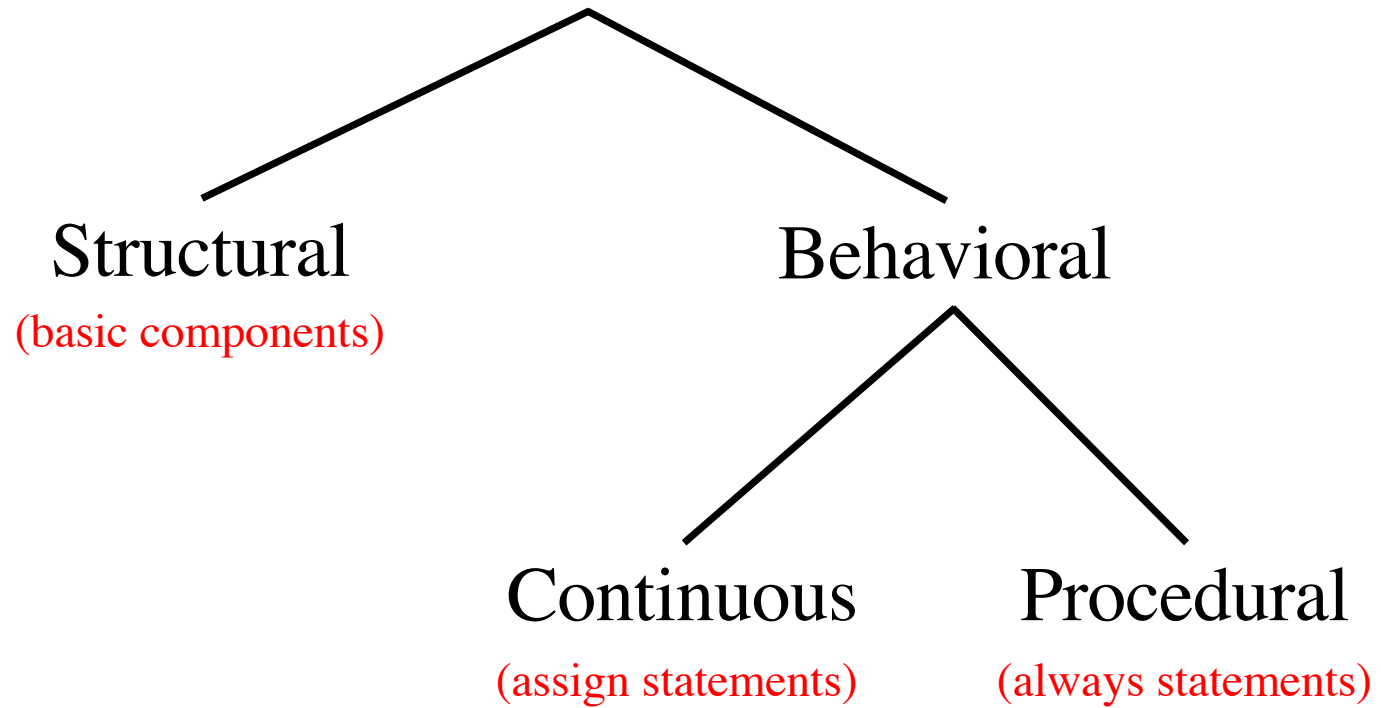 Structural
Behavioral
(basic components)
Continuous
Procedural
(assign statements)
(always statements)